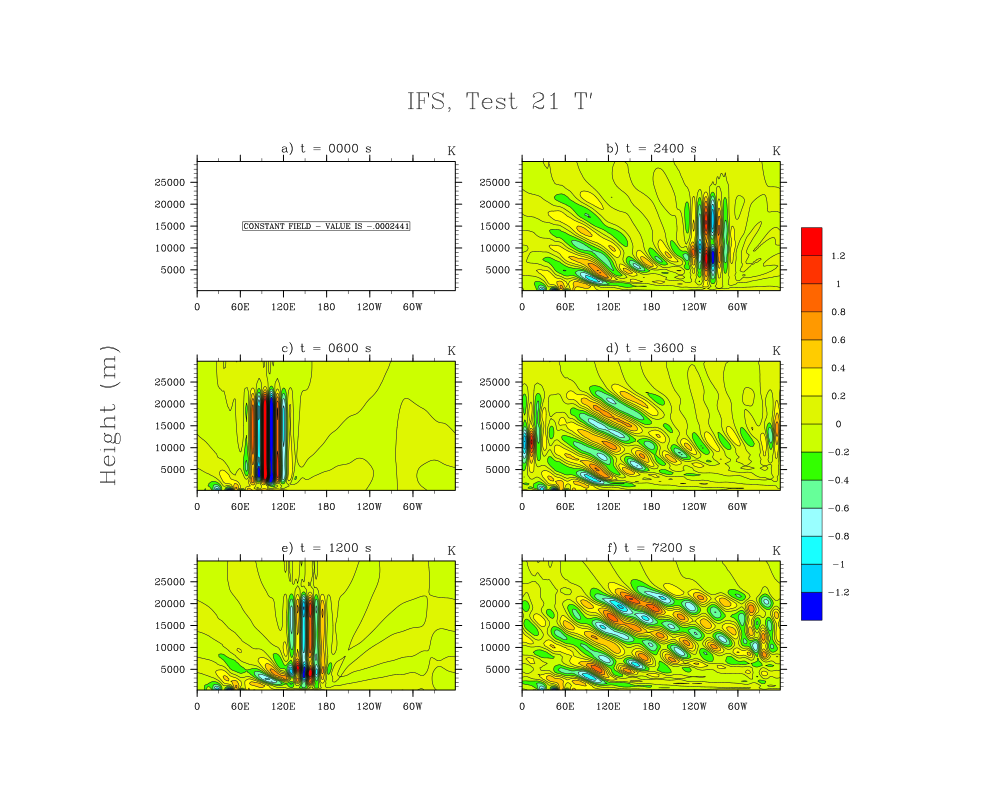 IFS, Test 21 T'
a) t = 0000 s K
25000
20000
15000
10000
5000
CONSTANT FIELD - VALUE IS -.0002441
0 60E 120E 180 120W 60W
b) t = 2400 s K
25000
20000
15000
10000
5000
0 60E 120E 180 120W 60W
c) t = 0600 s K
25000
20000
15000
10000
5000
0 60E 120E 180 120W 60W
d) t = 3600 s K
25000
20000
15000
10000
5000
0 60E 120E 180 120W 60W
e) t = 1200 s K
25000
20000
15000
10000
5000
0 60E 120E 180 120W 60W
f) t = 7200 s K
25000
20000
15000
10000
5000
0 60E 120E 180 120W 60W
Height (m)
1.2
1
0.8
0.6
0.4
0.2
0
-0.2
-0.4
-0.6
-0.8
-1
-1.2